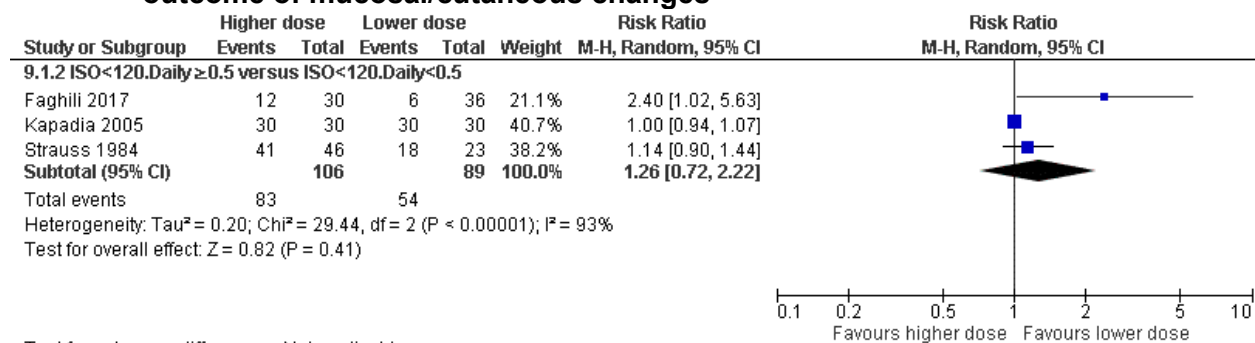 outcome of mucosal/cutaneous changes
Higher dose Lower dose Risk Ratio Risk Ratio
Study or Subgroup Events Total Events Total Weight M-H, Random, 95% CI M-H, Random, 95% CI
9.1.2 ISO<120.Daily≥0.5 versus ISO<120.Daily<0.5
Faghili 2017 12 30 6 36 21.1% 2.40 [1.02, 5.63]
Kapadia 2005 30 30 30 30 40.7% 1.00 [0.94, 1.07]
Strauss 1984 41 46 18 23 38.2% 1.14 [0.90, 1.44]
Subtotal (95% CI) 106 89 100.0% 1.26 [0.72, 2.22]
Total events 83 54
Heterogeneity: Tau² = 0.20; Chi² = 29.44, df = 2 (P < 0.00001); I² = 93%
Test for overall effect: Z = 0.82 (P = 0.41)
0.1 0.2 0.5 1 2 5 10
Favours higher dose Favours lower dose